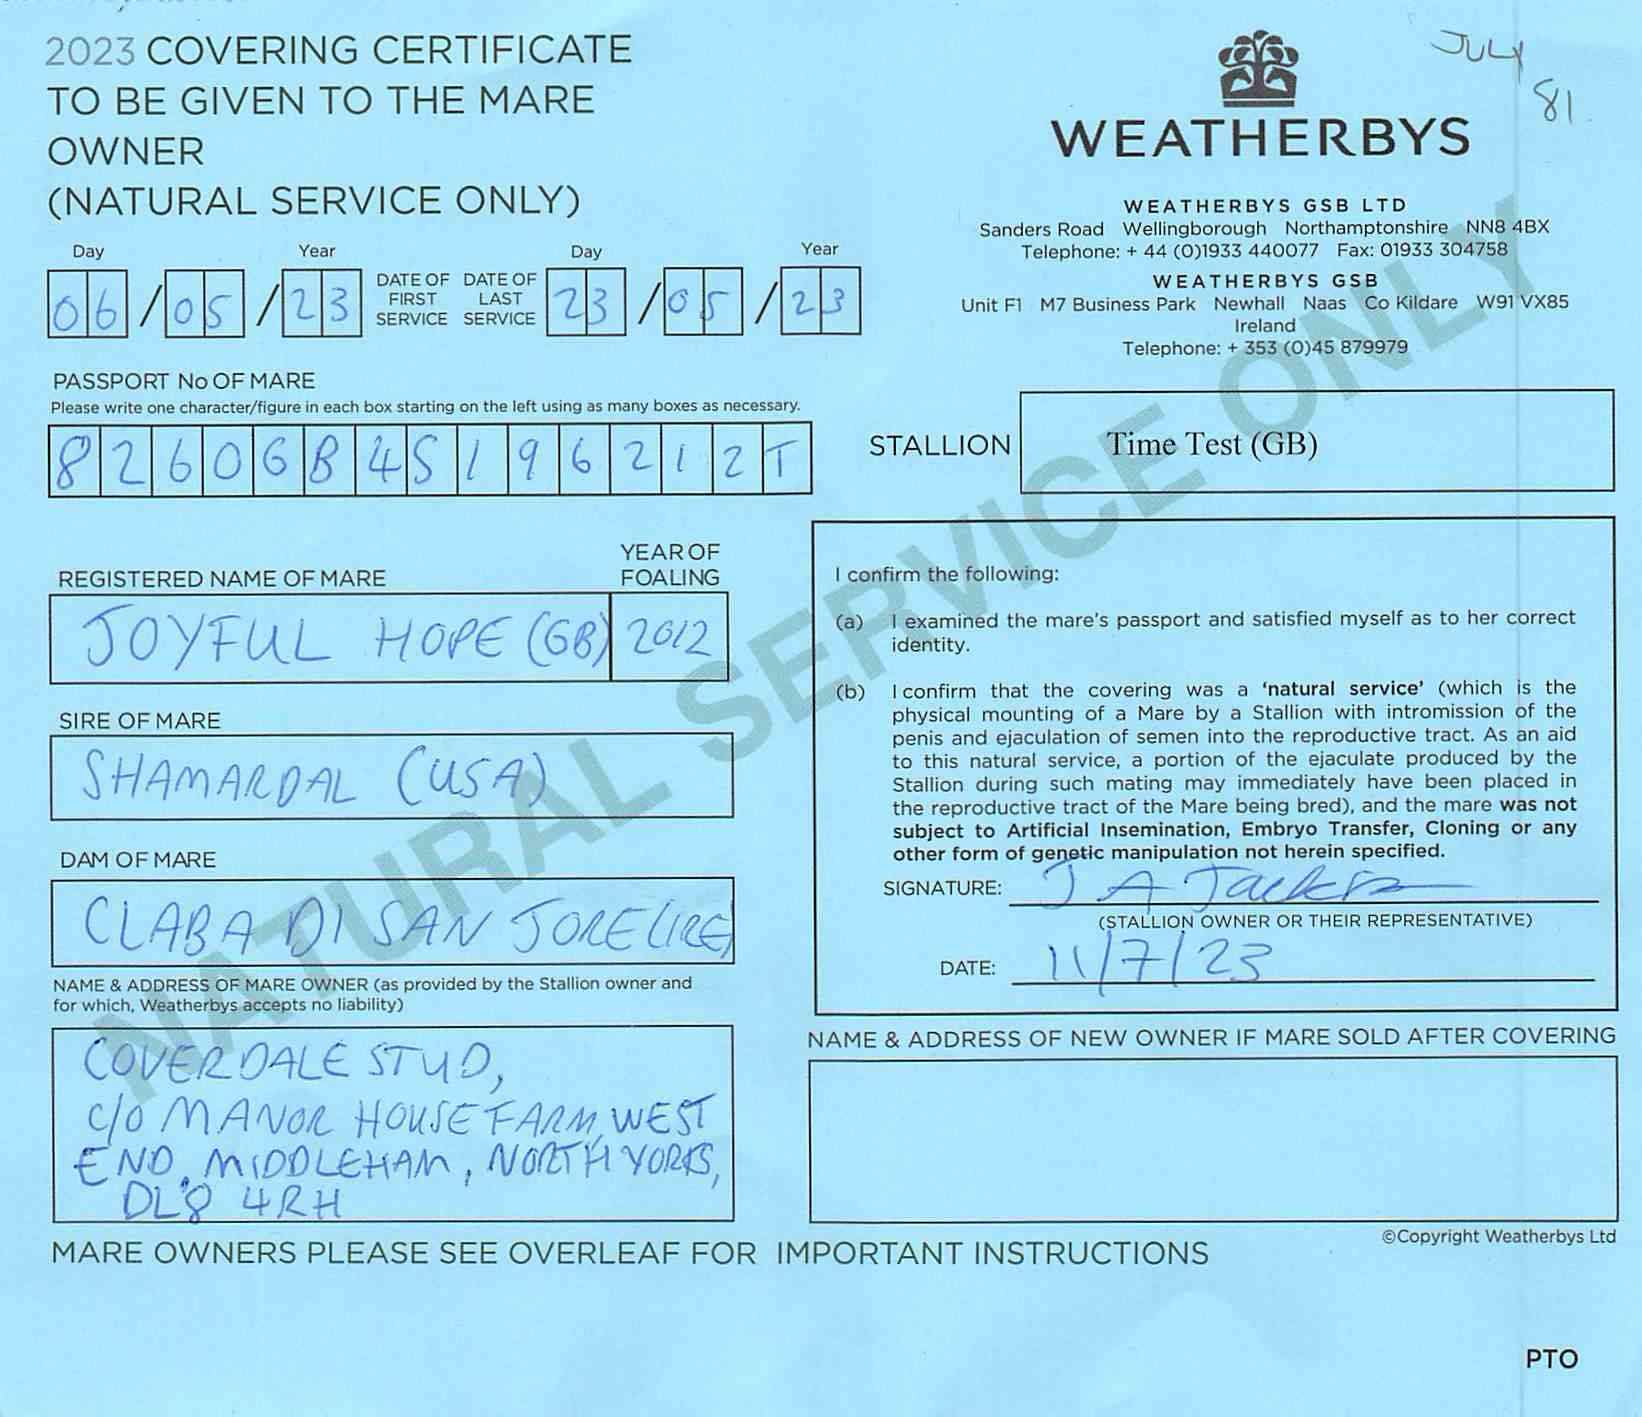 2023 COVERING CERTIFICATE
TO BE GIVEN TO THE MARE
OWNER
(NATURAL SERVICE ONLY)
JULY
81
WEATHERBYS
WEATHERBYS GSB LTD
Sanders Road Wellingborough Northamptonshire NN8 4BX
Telephone: + 44 (0)1933 440077 Fax: 01933 304758
WEATHERBYS GSB
Unit F1 M7 Business Park Newhall Naas Co Kildare W91 VX85
Ireland
Telephone: + 353 (0)45 879979
Day Year
06/05/23
DATE OF FIRST SERVICE
DATE OF LAST SERVICE
Day Year
23/05/23
PASSPORT No OF MARE
Please write one character/figure in each box starting on the left using as many boxes as necessary.
8260GB45196212T
STALLION
Time Test (GB)
REGISTERED NAME OF MARE
YEAR OF FOALING
JOYFUL HOPE (GB) 2012
SIRE OF MARE
SHAMARDAL (USA)
DAM OF MARE
CLABA DI SAN JORE (IRE)
NAME & ADDRESS OF MARE OWNER (as provided by the Stallion owner and
for which, Weatherbys accepts no liability)
COVERDALE STUD,
C/O MANOR HOUSE FARM, WEST
END, MIDDLEHAM, NORTH YORKS,
DL8 4RH
I confirm the following:
(a) I examined the mare's passport and satisfied myself as to her correct
identity.
(b) I confirm that the covering was a 'natural service' (which is the
physical mounting of a Mare by a Stallion with intromission of the
penis and ejaculation of semen into the reproductive tract. As an aid
to this natural service, a portion of the ejaculate produced by the
Stallion during such mating may immediately have been placed in
the reproductive tract of the Mare being bred), and the mare was not
subject to Artificial Insemination, Embryo Transfer, Cloning or any
other form of genetic manipulation not herein specified.
SIGNATURE: J A Jackson
(STALLION OWNER OR THEIR REPRESENTATIVE)
DATE: 11/7/23
NAME & ADDRESS OF NEW OWNER IF MARE SOLD AFTER COVERING
©Copyright Weatherbys Ltd
MARE OWNERS PLEASE SEE OVERLEAF FOR IMPORTANT INSTRUCTIONS
PTO
NATURAL SERVICE ONLY